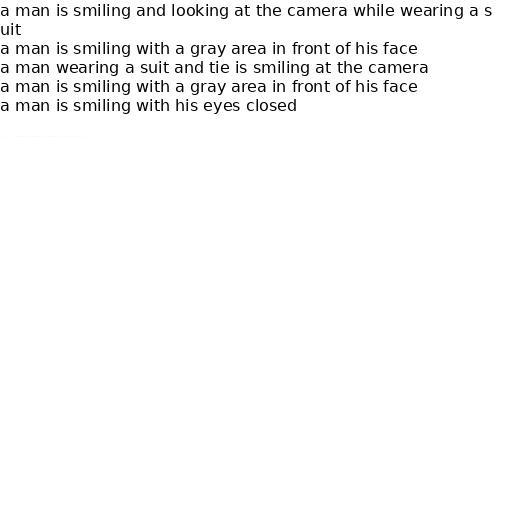 a man is smiling and looking at the camera while wearing a s
uit
a man is smiling with a gray area in front of his face
a man wearing a suit and tie is smiling at the camera
a man is smiling with a gray area in front of his face
a man is smiling with his eyes closed